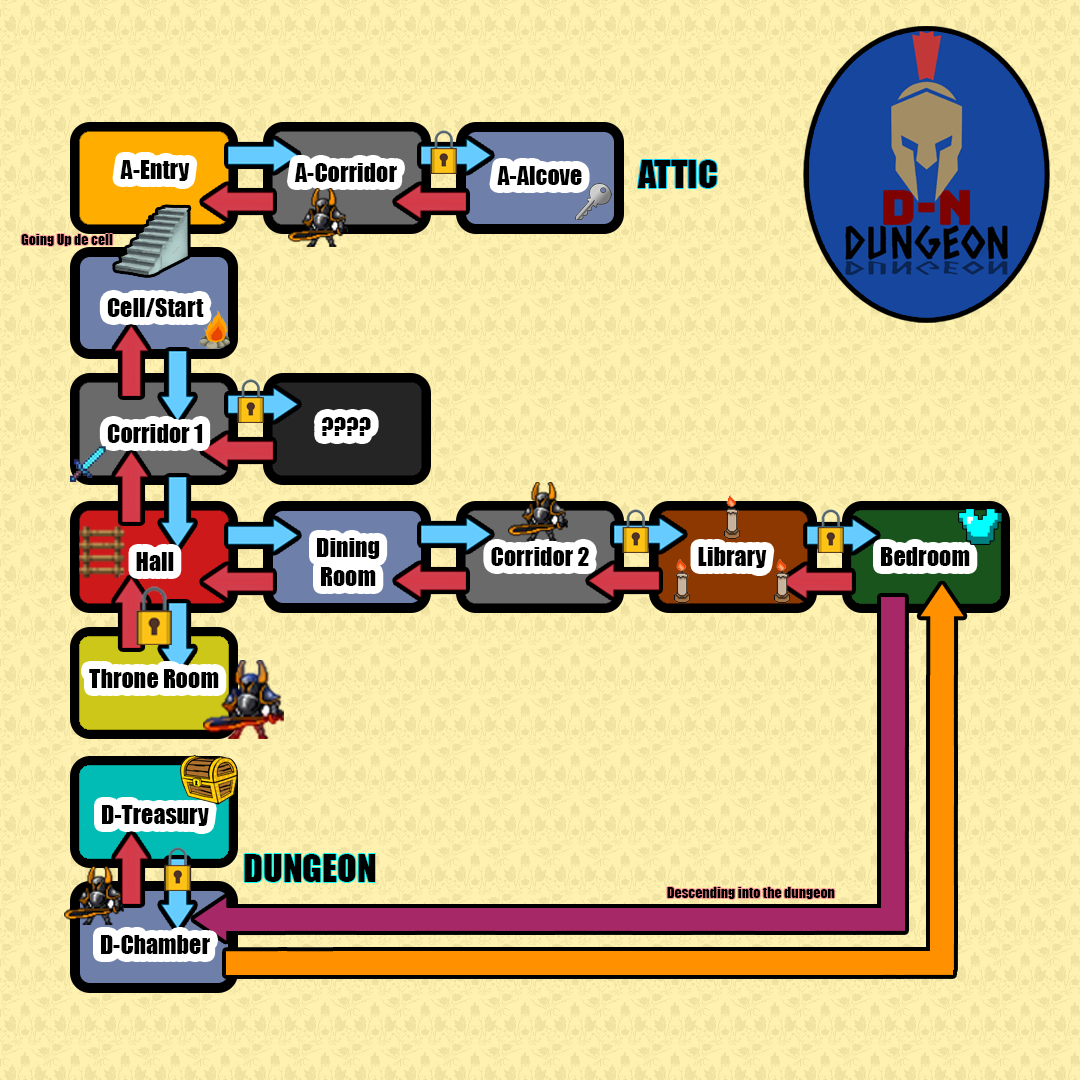 A-Entry
A-Corridor
A-Alcove
ATTIC
D-N
DUNGEON
DUNGEON
Going Up de cell
Cell/Start
Corridor 1
????
Hall
Dining
Room
Corridor 2
Library
Bedroom
Throne Room
D-Treasury
DUNGEON
Descending into the dungeon
D-Chamber